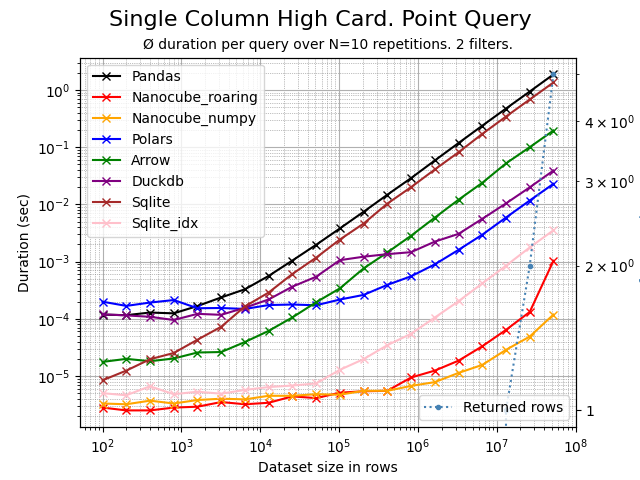 Single Column High Card. Point Query
Ø duration per query over N=10 repetitions. 2 filters.
Pandas
Nanocube_roaring
Nanocube_numpy
Polars
Arrow
Duckdb
Sqlite
Sqlite_idx
Returned rows
Duration (sec)
10⁰
10⁻¹
10⁻²
10⁻³
10⁻⁴
10⁻⁵
4 × 10⁰
3 × 10⁰
2 × 10⁰
1
10² 10³ 10⁴ 10⁵ 10⁶ 10⁷ 10⁸
Dataset size in rows